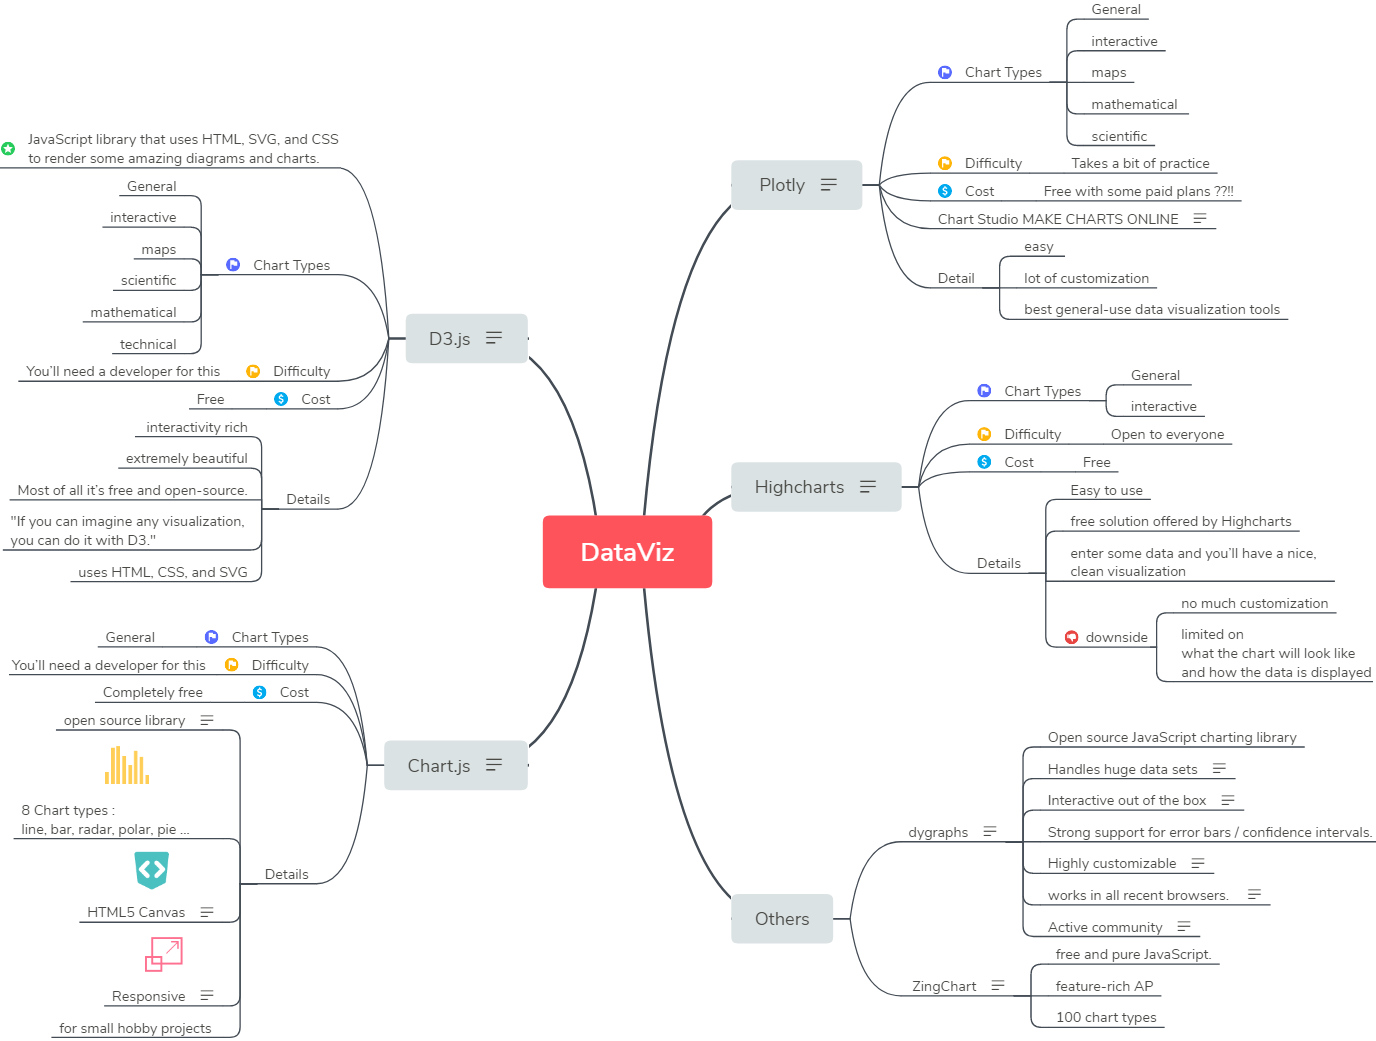 DataViz
Plotly
Chart Types
General
interactive
maps
mathematical
scientific
Difficulty
Takes a bit of practice
Cost
Free with some paid plans ??!!
Chart Studio MAKE CHARTS ONLINE
Detail
easy
lot of customization
best general-use data visualization tools
Highcharts
Chart Types
General
interactive
Difficulty
Open to everyone
Cost
Free
Details
Easy to use
free solution offered by Highcharts
enter some data and you'll have a nice,
clean visualization
downside
no much customization
limited on
what the chart will look like
and how the data is displayed
Others
dygraphs
Open source JavaScript charting library
Handles huge data sets
Interactive out of the box
Strong support for error bars / confidence intervals.
Highly customizable
works in all recent browsers.
Active community
ZingChart
free and pure JavaScript.
feature-rich AP
100 chart types
D3.js
JavaScript library that uses HTML, SVG, and CSS
to render some amazing diagrams and charts.
Chart Types
General
interactive
maps
scientific
mathematical
technical
Difficulty
You'll need a developer for this
Cost
Free
Details
interactivity rich
extremely beautiful
Most of all it's free and open-source.
"If you can imagine any visualization,
you can do it with D3."
uses HTML, CSS, and SVG
Chart.js
Chart Types
General
Difficulty
You'll need a developer for this
Cost
Completely free
Details
open source library
8 Chart types :
line, bar, radar, polar, pie ...
HTML5 Canvas
Responsive
for small hobby projects